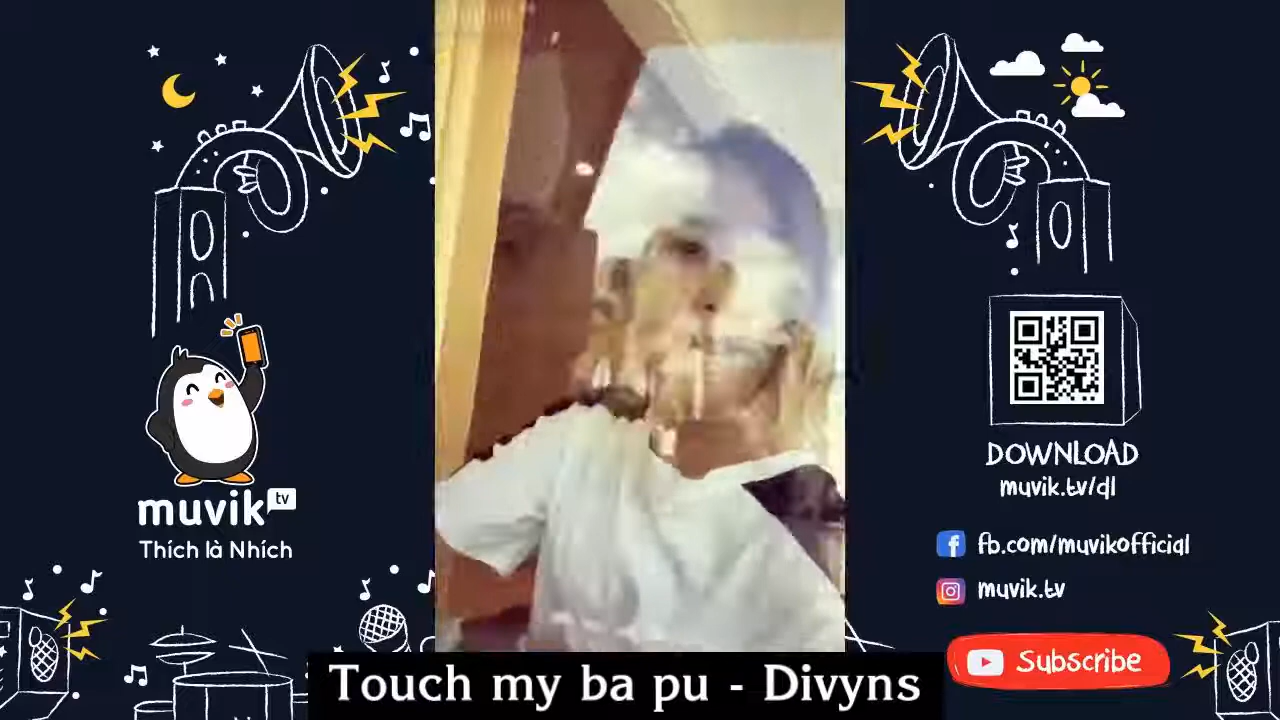 muvik tv
Thích là Nhích
DOWNLOAD
muvik.tv/dl
fb.com/muvikofficial
muvik.tv
Subscribe
Touch my ba pu - Divyns